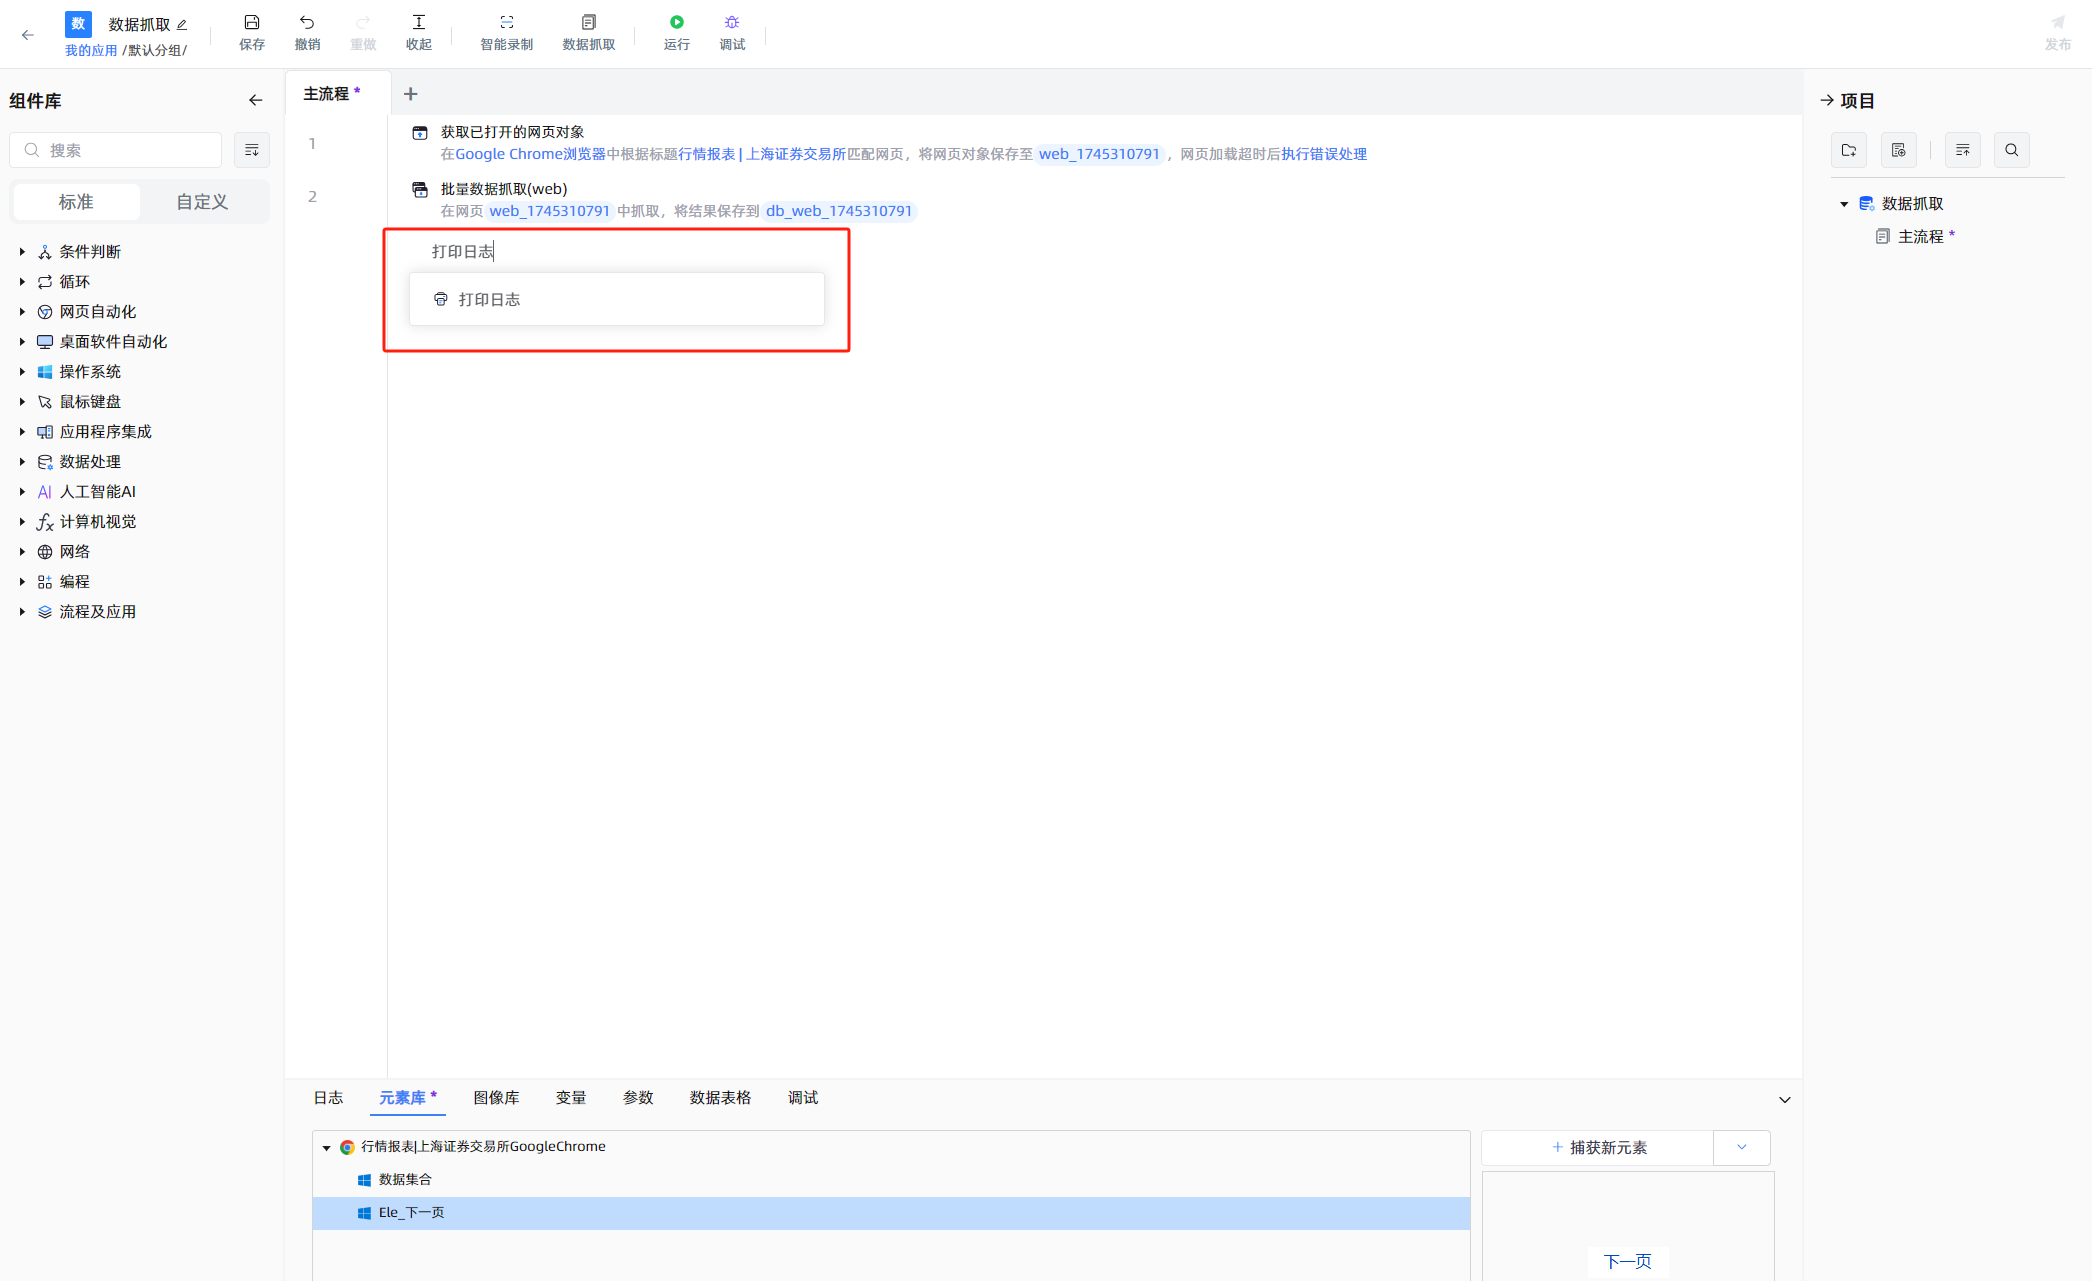 数 数据抓取
我的应用 /默认分组/
保存 撤销 重做 收起 智能录制 数据抓取 运行 调试 发布
组件库
搜索
标准 自定义
条件判断
循环
网页自动化
桌面软件自动化
操作系统
鼠标键盘
应用程序集成
数据处理
AI 人工智能AI
计算机视觉
网络
编程
流程及应用
主流程 *
1 获取已打开的网页对象
在Google Chrome浏览器中根据标题行情报表 | 上海证券交易所匹配网页，将网页对象保存至 web_1745310791 ，网页加载超时后执行错误处理
2 批量数据抓取(web)
在网页 web_1745310791 中抓取，将结果保存到 db_web_1745310791
打印日志
打印日志
项目
数据抓取
主流程 *
日志 元素库 * 图像库 变量 参数 数据表格 调试
行情报表|上海证券交易所GoogleChrome
数据集合
Ele_下一页
捕获新元素
下一页